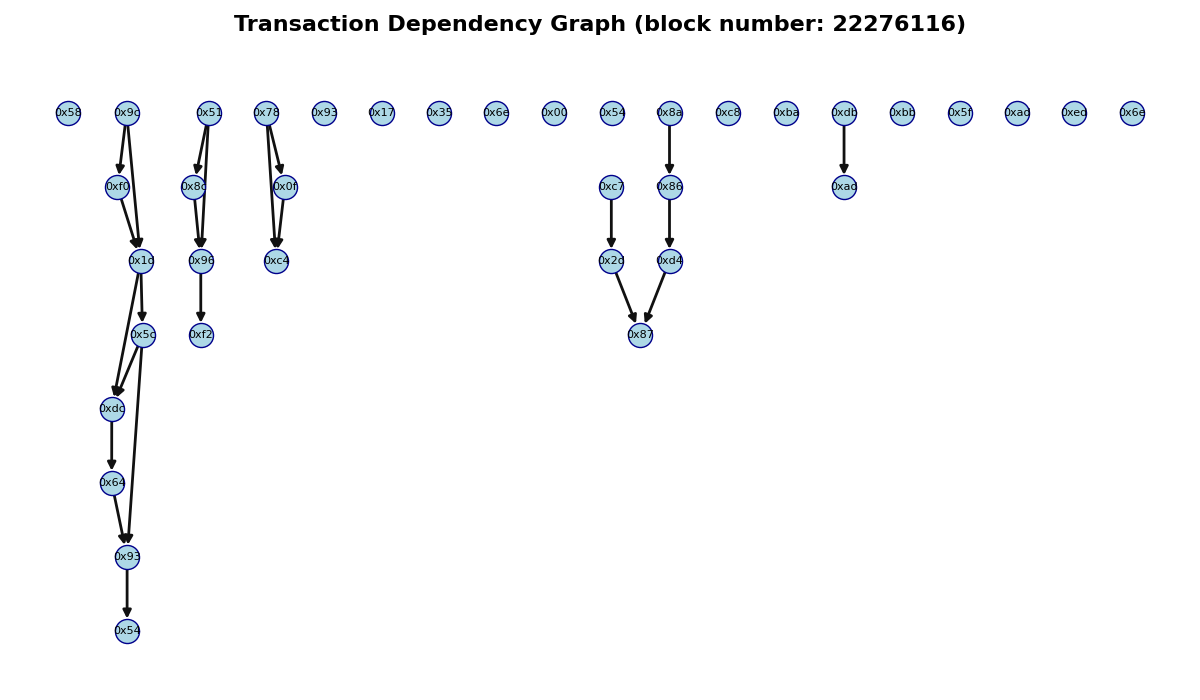 Transaction Dependency Graph (block number: 22276116)
0x58 0x9c 0x51 0x78 0x93 0x17 0x35 0x6e 0x00 0x54 0x8a 0xc8 0xba 0xdb 0xbb 0x5f 0xad 0xed 0x6e
0xf0 0x8c 0x0f 0xc7 0x86 0xad
0x1d 0x96 0xc4 0x2d 0xd4
0x5c 0xf2 0x87
0xdc
0x64
0x93
0x54